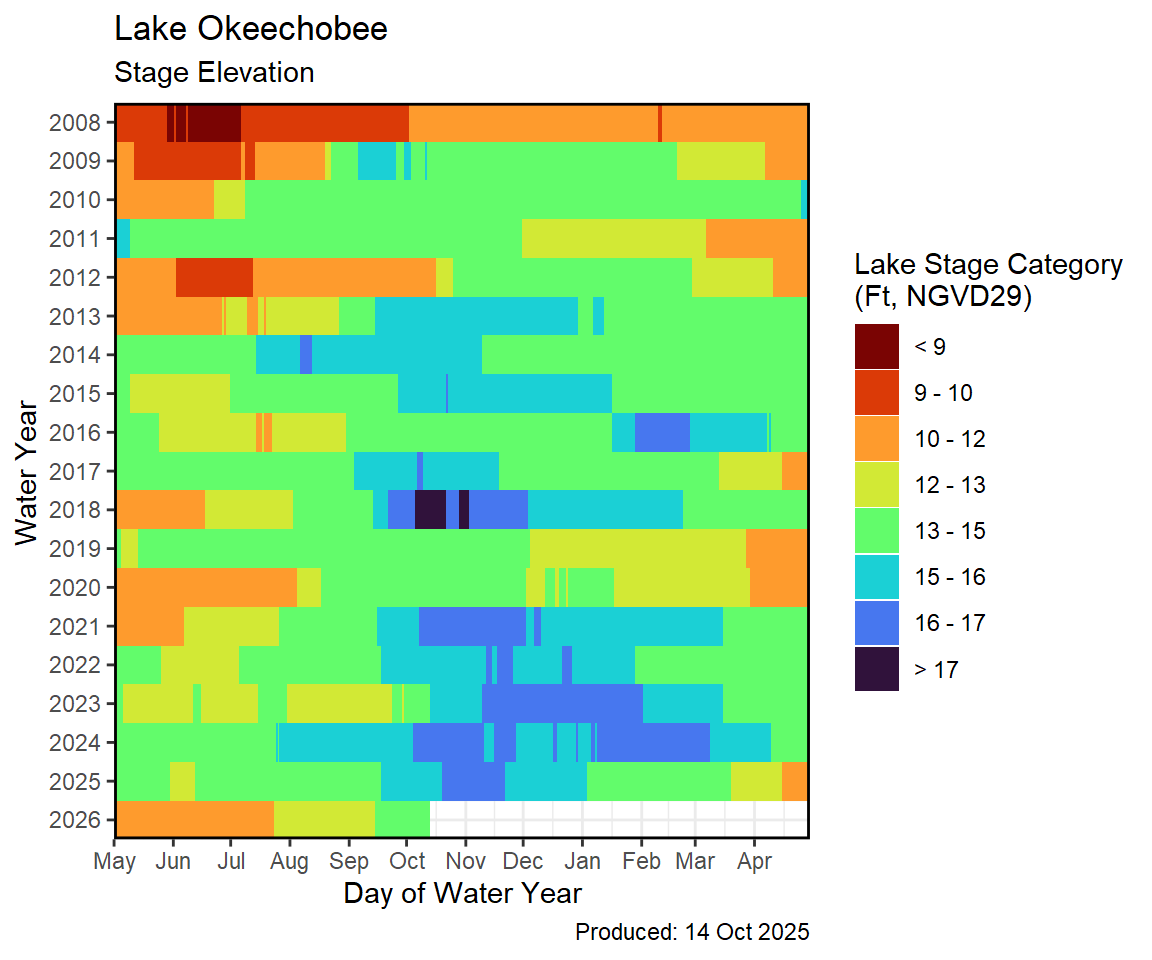 Lake Okeechobee
Stage Elevation
2008
2009
2010
2011
2012
2013
2014
2015
2016
2017
2018
2019
2020
2021
2022
2023
2024
2025
2026
Water Year
May Jun Jul Aug Sep Oct Nov Dec Jan Feb Mar Apr
Day of Water Year
Lake Stage Category
(Ft, NGVD29)
< 9
9 - 10
10 - 12
12 - 13
13 - 15
15 - 16
16 - 17
> 17
Produced: 14 Oct 2025